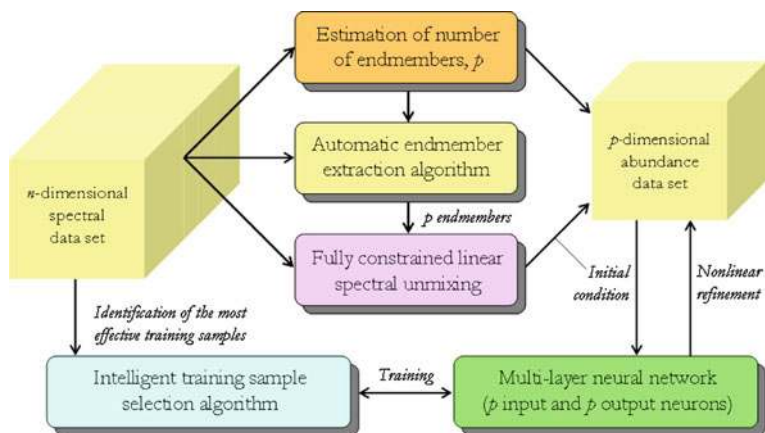 Estimation of number
of endmembers, p
n-dimensional
spectral
data set
Automatic endmember
extraction algorithm
p-dimensional
abundance
data set
p endmembers
Fully constrained linear
spectral unmixing
Initial
condition
Nonlinear
refinement
Identification of the most
effective training samples
Intelligent training sample
selection algorithm
Training
Multi-layer neural network
(p input and p output neurons)